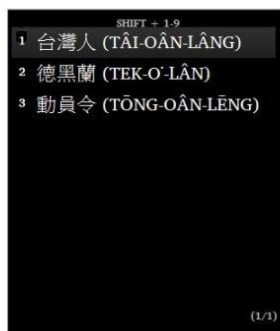 SHIFT + 1-9
1 台灣人 (TÂI-OÂN-LÂNG)
2 德黑蘭 (TEK-O͘-LÂN)
3 動員令 (TŌNG-OÂN-LĒNG)
(1/1)